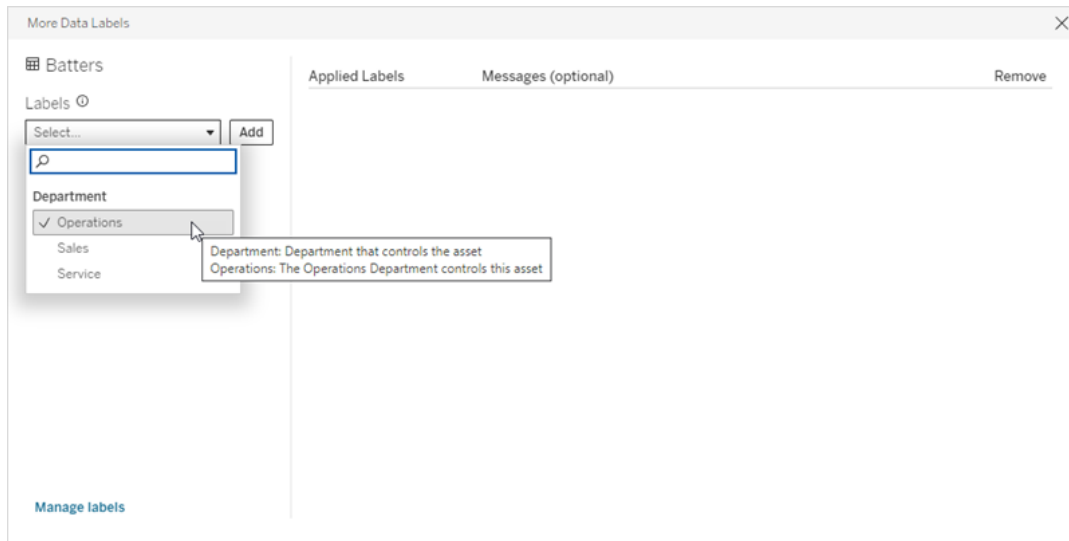 More Data Labels
Batters
Labels
Select...
Add
Department
Operations
Sales
Service
Department: Department that controls the asset
Operations: The Operations Department controls this asset
Manage labels
Applied Labels Messages (optional) Remove